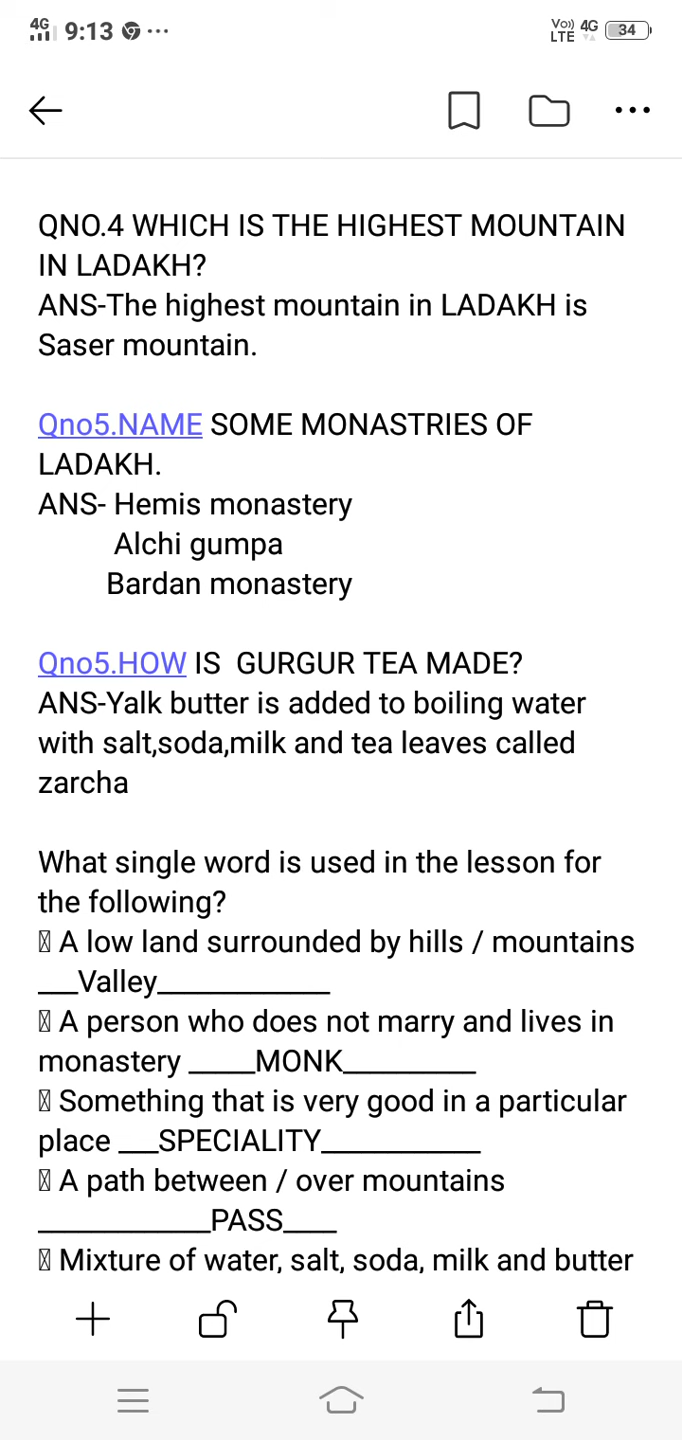 4G 9:13 ...
Vo)) LTE 4G 34
QNO.4 WHICH IS THE HIGHEST MOUNTAIN
IN LADAKH?
ANS-The highest mountain in LADAKH is
Saser mountain.
Qno5.NAME SOME MONASTRIES OF
LADAKH.
ANS- Hemis monastery
Alchi gumpa
Bardan monastery
Qno5.HOW IS  GURGUR TEA MADE?
ANS-Yalk butter is added to boiling water
with salt,soda,milk and tea leaves called
zarcha
What single word is used in the lesson for
the following?
A low land surrounded by hills / mountains
___Valley_____________
A person who does not marry and lives in
monastery _____MONK__________
Something that is very good in a particular
place ___SPECIALITY____________
A path between / over mountains
_____________PASS____
Mixture of water, salt, soda, milk and butter